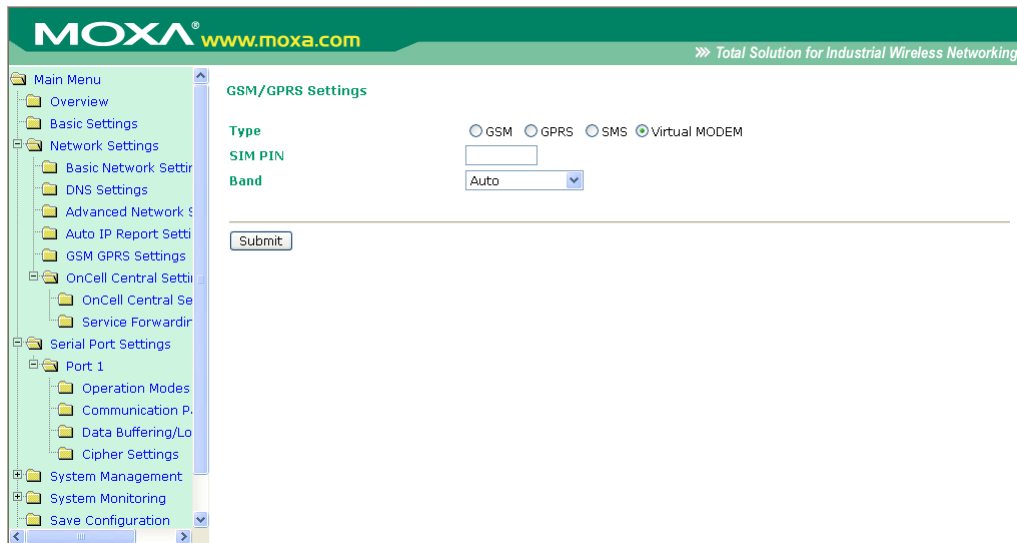 MOXA® www.moxa.com
>>> Total Solution for Industrial Wireless Networking
Main Menu
Overview
Basic Settings
Network Settings
Basic Network Settin
DNS Settings
Advanced Network S
Auto IP Report Setti
GSM GPRS Settings
OnCell Central Settin
OnCell Central Se
Service Forwardin
Serial Port Settings
Port 1
Operation Modes
Communication P
Data Buffering/Lo
Cipher Settings
System Management
System Monitoring
Save Configuration
GSM/GPRS Settings
Type GSM GPRS SMS Virtual MODEM
SIM PIN
Band Auto
Submit